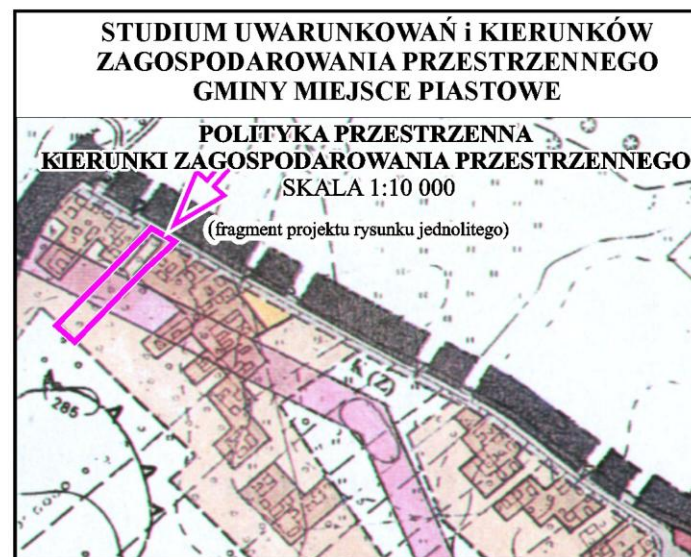 STUDIUM UWARUNKOWAŃ i KIERUNKÓW
ZAGOSPODAROWANIA PRZESTRZENNEGO
GMINY MIEJSCE PIASTOWE
POLITYKA PRZESTRZENNA
KIERUNKI ZAGOSPODAROWANIA PRZESTRZENNEGO
SKALA 1:10 000
(fragment projektu rysunku jednolitego)
(Z)
285